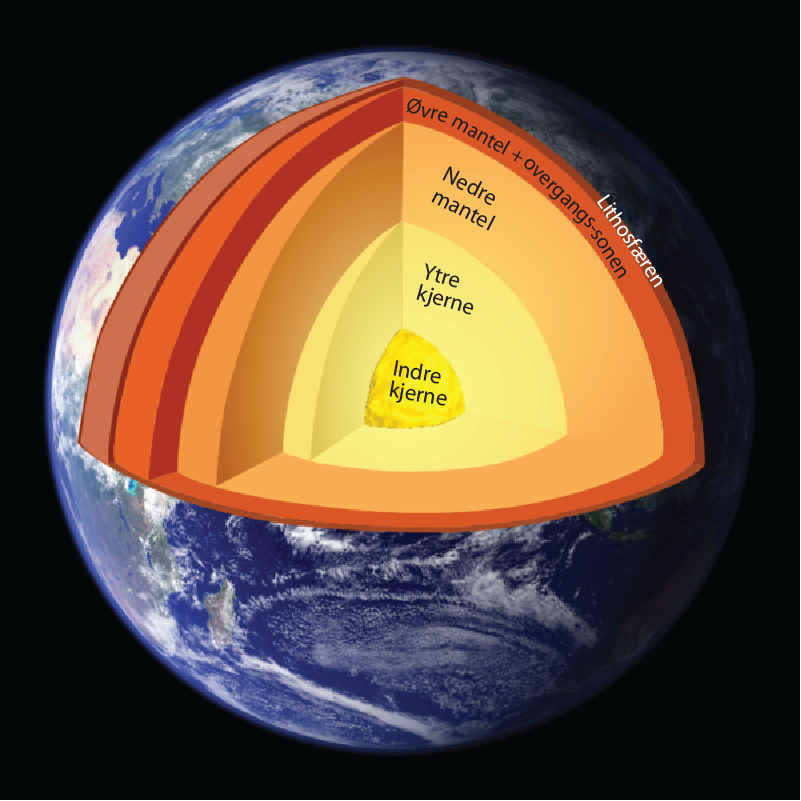 Øvre mantel + overgangs-sonen
Lithosfæren
Nedre
mantel
Ytre
kjerne
Indre
kjerne